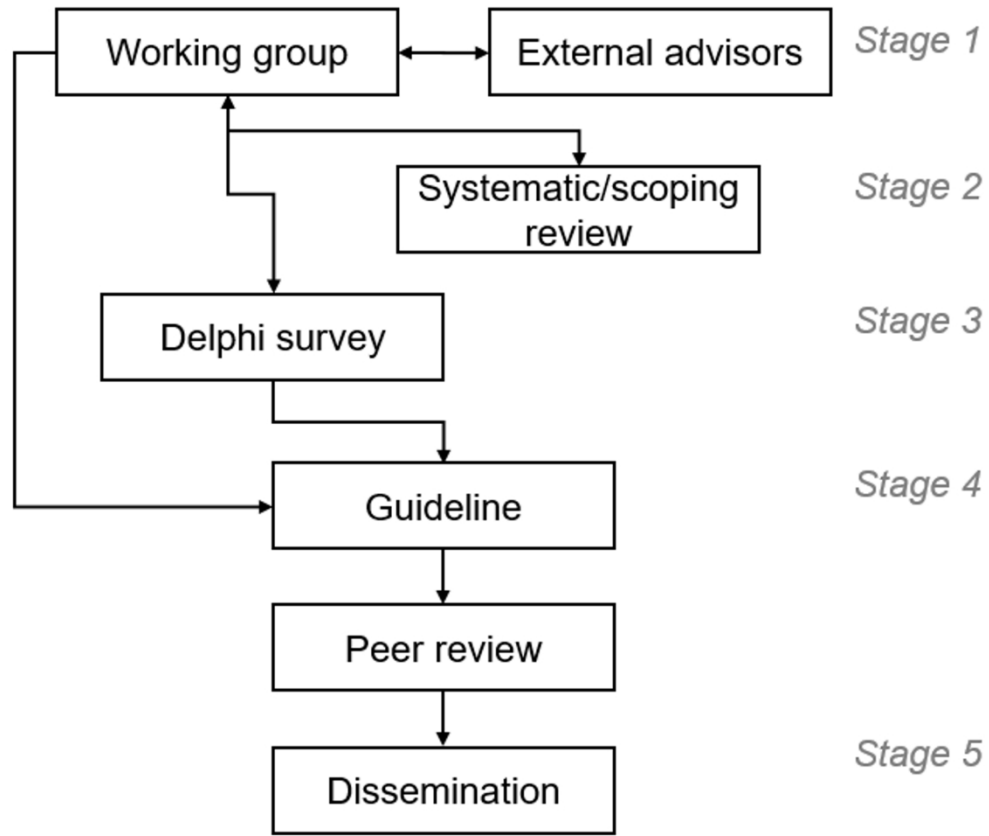 Working group
External advisors
Stage 1
Systematic/scoping
review
Stage 2
Delphi survey
Stage 3
Guideline
Stage 4
Peer review
Dissemination
Stage 5